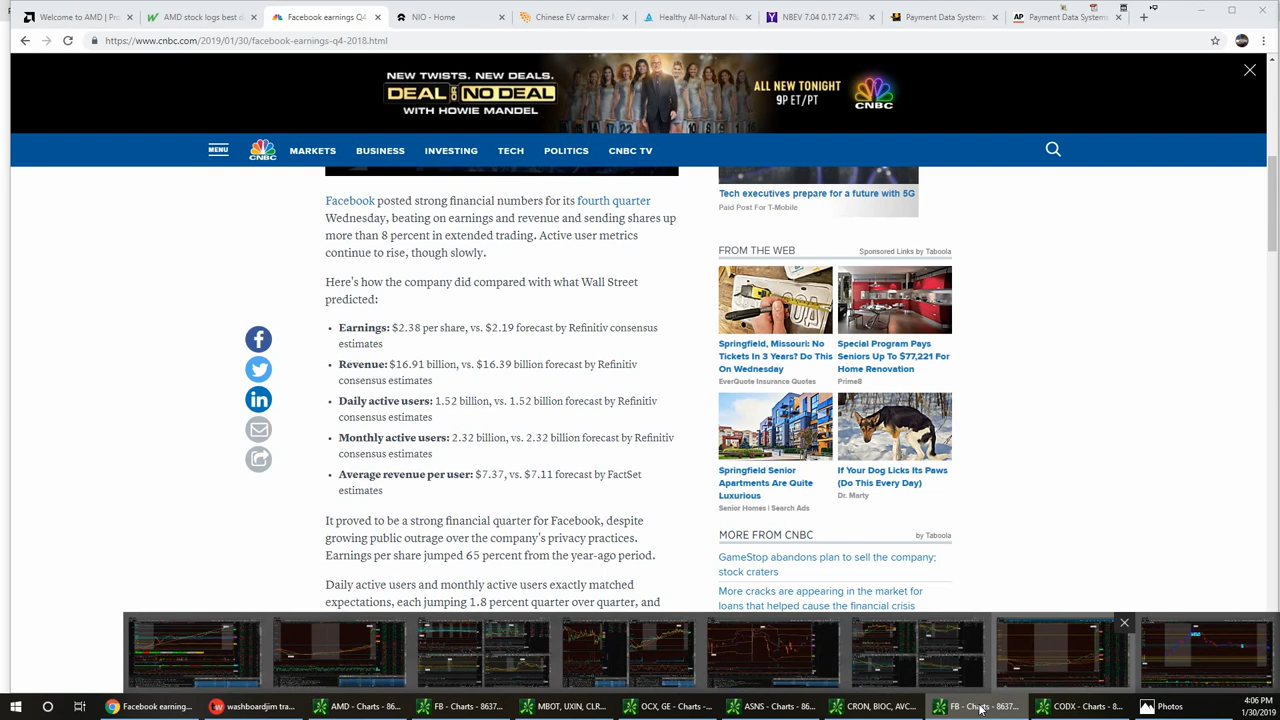 Welcome to AMD | Pro
AMD stock logs best d
Facebook earnings Q4
NIO - Home
Chinese EV carmaker
Healthy All-Natural Nu
NBEV 7.04 0.17 2.47%
Payment Data Systems
Payment Data Systems
https://www.cnbc.com/2019/01/30/facebook-earnings-q4-2018.html
NEW TWISTS. NEW DEALS.
DEAL OR NO DEAL
WITH HOWIE MANDEL
ALL NEW TONIGHT
9P ET/PT
CNBC
MENU
CNBC
MARKETS
BUSINESS
INVESTING
TECH
POLITICS
CNBC TV
Facebook posted strong financial numbers for its fourth quarter
Wednesday, beating on earnings and revenue and sending shares up
more than 8 percent in extended trading. Active user metrics
continue to rise, though slowly.
Here's how the company did compared with what Wall Street
predicted:
• Earnings: $2.38 per share, vs. $2.19 forecast by Refinitiv consensus
estimates
• Revenue: $16.91 billion, vs. $16.39 billion forecast by Refinitiv
consensus estimates
• Daily active users: 1.52 billion, vs. 1.52 billion forecast by Refinitiv
consensus estimates
• Monthly active users: 2.32 billion, vs. 2.32 billion forecast by Refinitiv
consensus estimates
• Average revenue per user: $7.37, vs. $7.11 forecast by FactSet
estimates
It proved to be a strong financial quarter for Facebook, despite
growing public outrage over the company's privacy practices.
Earnings per share jumped 65 percent from the year-ago period.
Daily active users and monthly active users exactly matched
expectations, each jumping 1.8 percent quarter over quarter, and
Tech executives prepare for a future with 5G
Paid Post For T-Mobile
FROM THE WEB
Sponsored Links by Taboola
Springfield, Missouri: No
Tickets In 3 Years? Do This
On Wednesday
EverQuote Insurance Quotes
Special Program Pays
Seniors Up To $77,221 For
Home Renovation
PrimeB
Springfield Senior
Apartments Are Quite
Luxurious
Senior Homes | Search Ads
If Your Dog Licks Its Paws
(Do This Every Day)
Dr. Marty
MORE FROM CNBC
by Taboola
GameStop abandons plan to sell the company;
stock craters
More cracks are appearing in the market for
loans that helped cause the financial crisis
Facebook earning...
washboardjim tra...
AMD - Charts - 86...
FB - Charts - 8637...
MBOT, UXIN, CLR...
QCX, GE - Charts -...
ASNS - Charts - 86...
CRON, BIOC, AVC...
FB - Charts - 8637...
CODX - Charts - 8...
Photos
4:06 PM
1/30/2019